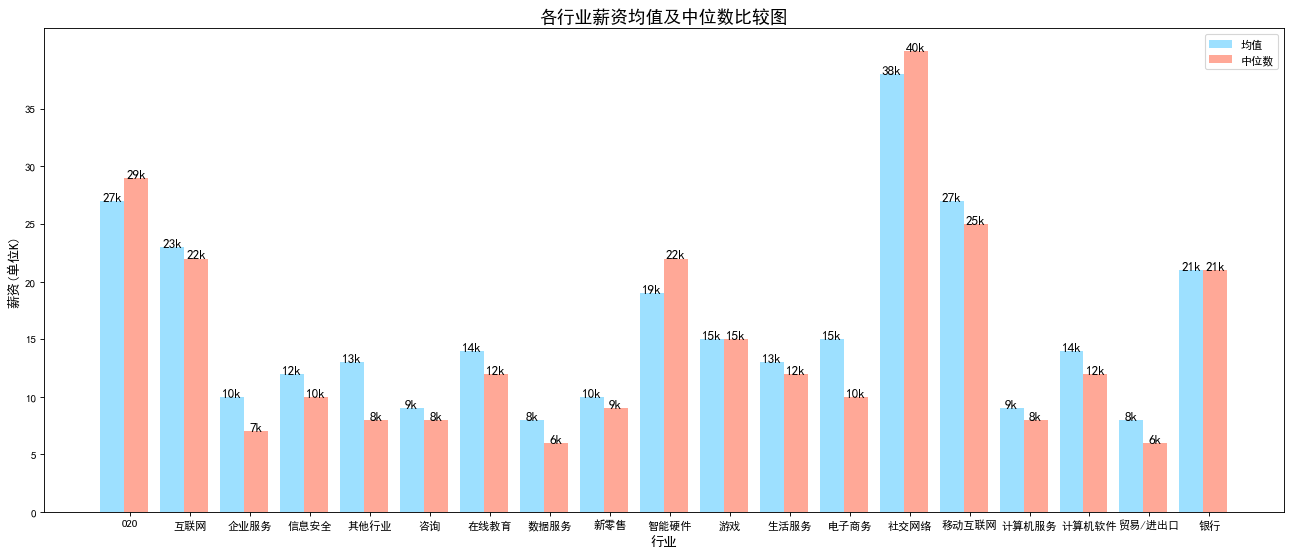 各行业薪资均值及中位数比较图
均值
中位数
薪资(单位K)
35
30
25
20
15
10
5
0
27k 29k 23k 22k 10k 7k 12k 10k 13k 8k 9k 8k 14k 12k 8k 6k 10k 9k 19k 22k 15k 15k 13k 12k 15k 10k 38k 40k 27k 25k 9k 8k 14k 12k 8k 6k 21k 21k
O2O 互联网 企业服务 信息安全 其他行业 咨询 在线教育 数据服务 新零售 智能硬件 游戏 生活服务 电子商务 社交网络 移动互联网 计算机服务 计算机软件 贸易/进出口 银行
行业